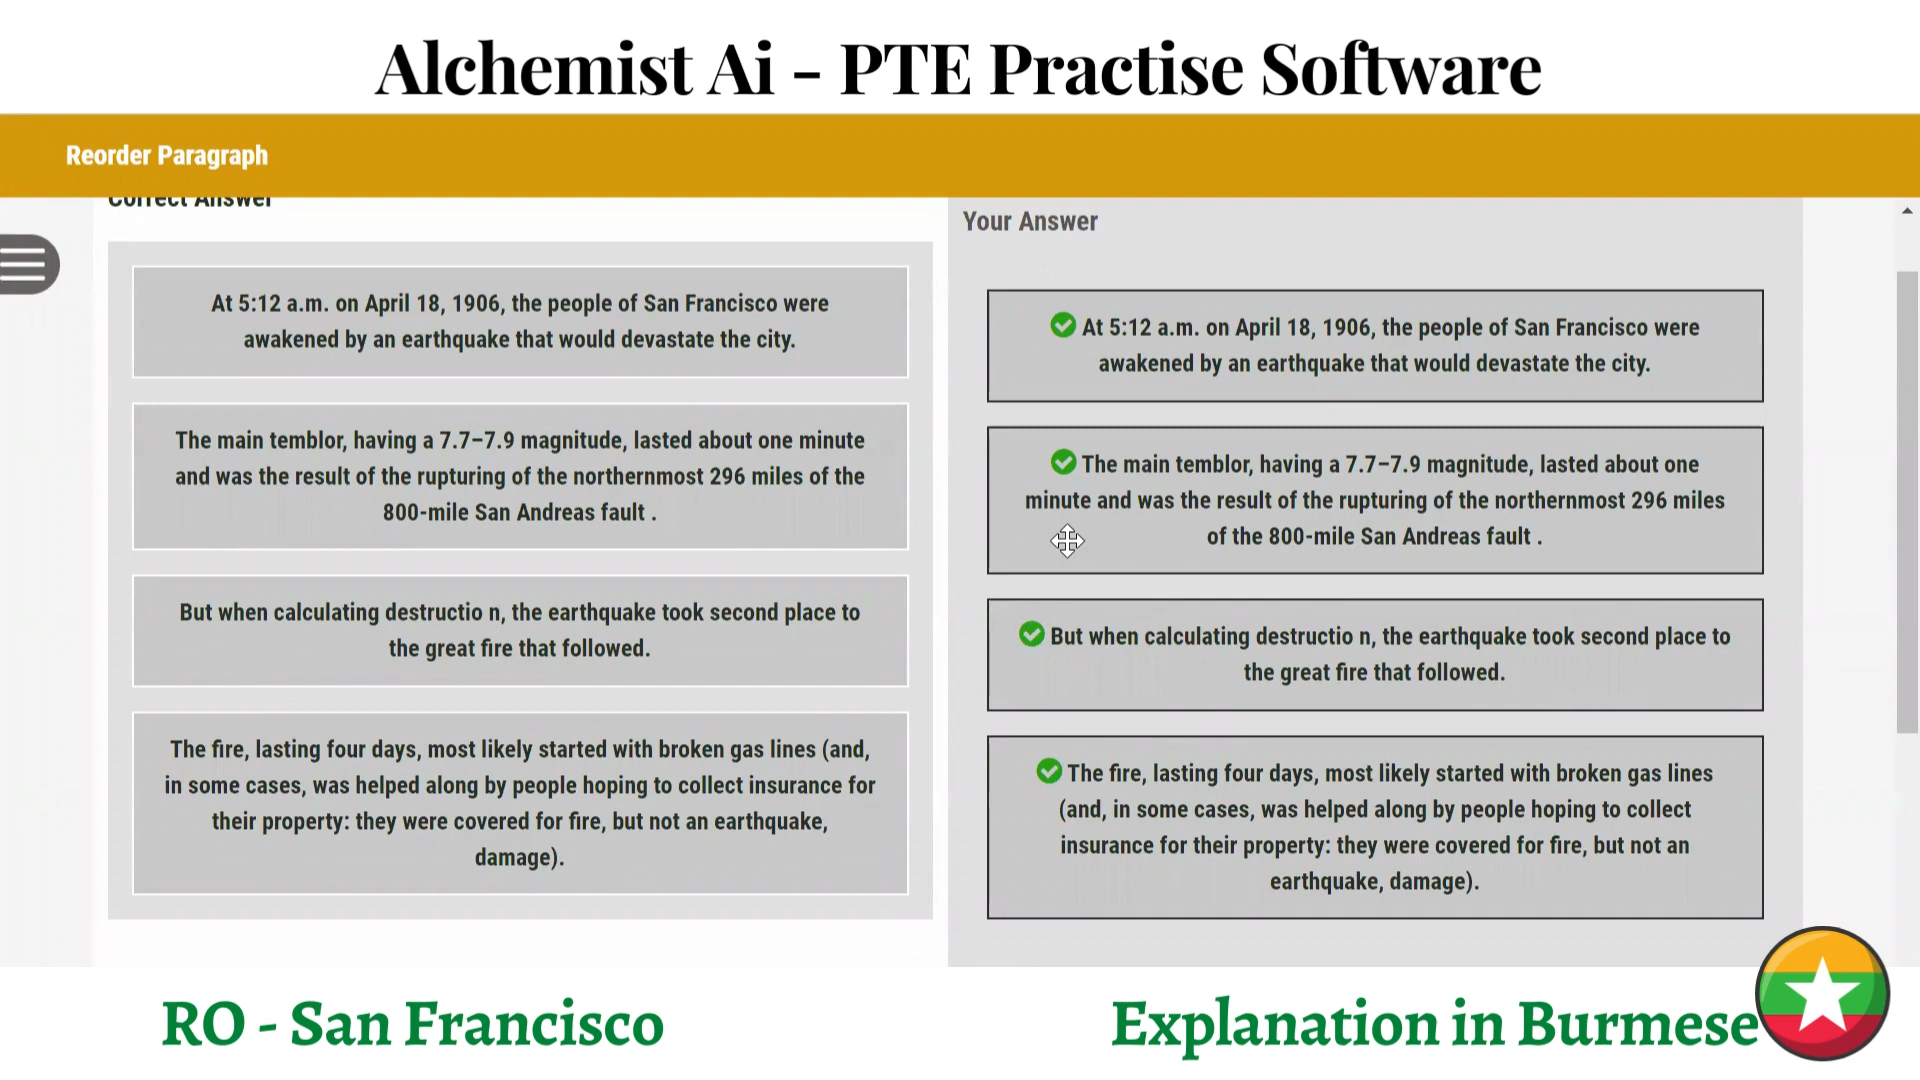 Alchemist Ai - PTE Practise Software
Reorder Paragraph
Correct Answer
At 5:12 a.m. on April 18, 1906, the people of San Francisco were
awakened by an earthquake that would devastate the city.
The main temblor, having a 7.7–7.9 magnitude, lasted about one minute
and was the result of the rupturing of the northernmost 296 miles of the
800-mile San Andreas fault .
But when calculating destructio n, the earthquake took second place to
the great fire that followed.
The fire, lasting four days, most likely started with broken gas lines (and,
in some cases, was helped along by people hoping to collect insurance for
their property: they were covered for fire, but not an earthquake,
damage).
Your Answer
At 5:12 a.m. on April 18, 1906, the people of San Francisco were
awakened by an earthquake that would devastate the city.
The main temblor, having a 7.7–7.9 magnitude, lasted about one
minute and was the result of the rupturing of the northernmost 296 miles
of the 800-mile San Andreas fault .
But when calculating destructio n, the earthquake took second place to
the great fire that followed.
The fire, lasting four days, most likely started with broken gas lines
(and, in some cases, was helped along by people hoping to collect
insurance for their property: they were covered for fire, but not an
earthquake, damage).
RO - San Francisco
Explanation in Burmese